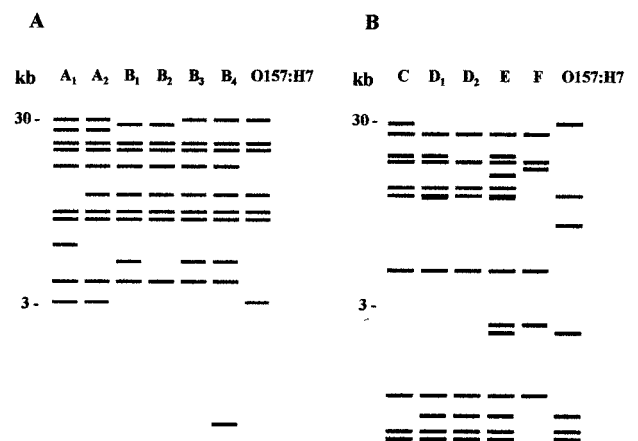 A
B
kb A₁ A₂ B₁ B₂ B₃ B₄ O157:H7
kb C D₁ D₂ E F O157:H7
30 -
30 -
3 -
3 -